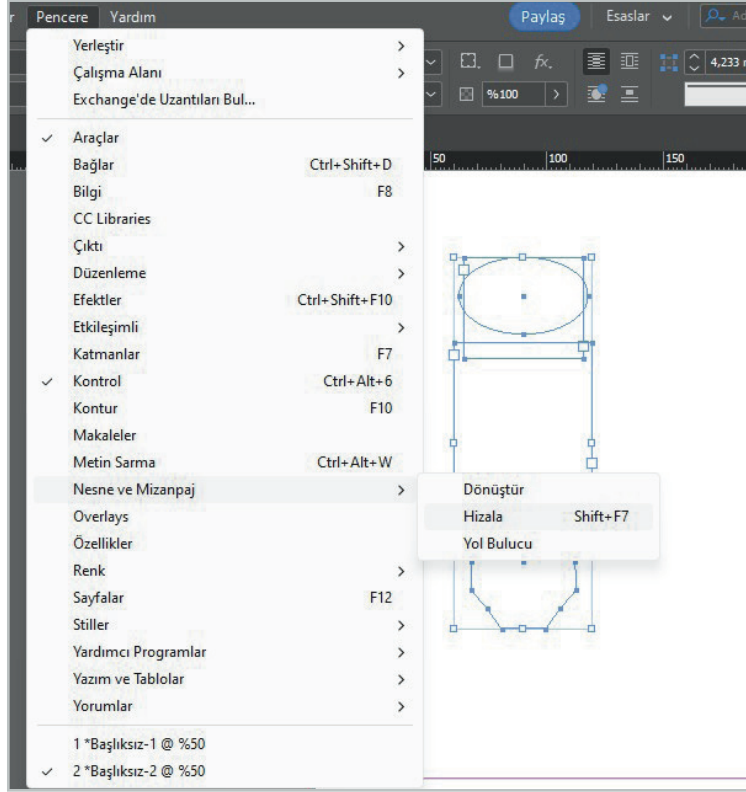 Pencere Yardım Paylaş Esaslar
Yerleştir
Çalışma Alanı
Exchange'de Uzantıları Bul...
fx.
4,233
%100
Araçlar
Bağlar Ctrl+Shift+D
Bilgi F8
CC Libraries
Çıktı
Düzenleme
Efektler Ctrl+Shift+F10
Etkileşimli
Katmanlar F7
Kontrol Ctrl+Alt+6
Kontur F10
Makaleler
Metin Sarma Ctrl+Alt+W
Nesne ve Mizanpaj
Overlays
Özellikler
Renk
Sayfalar F12
Stiller
Yardımcı Programlar
Yazım ve Tablolar
Yorumlar
1 *Başlıksız-1 @ %50
2 *Başlıksız-2 @ %50
50 100 150
Dönüştür
Hizala Shift+F7
Yol Bulucu